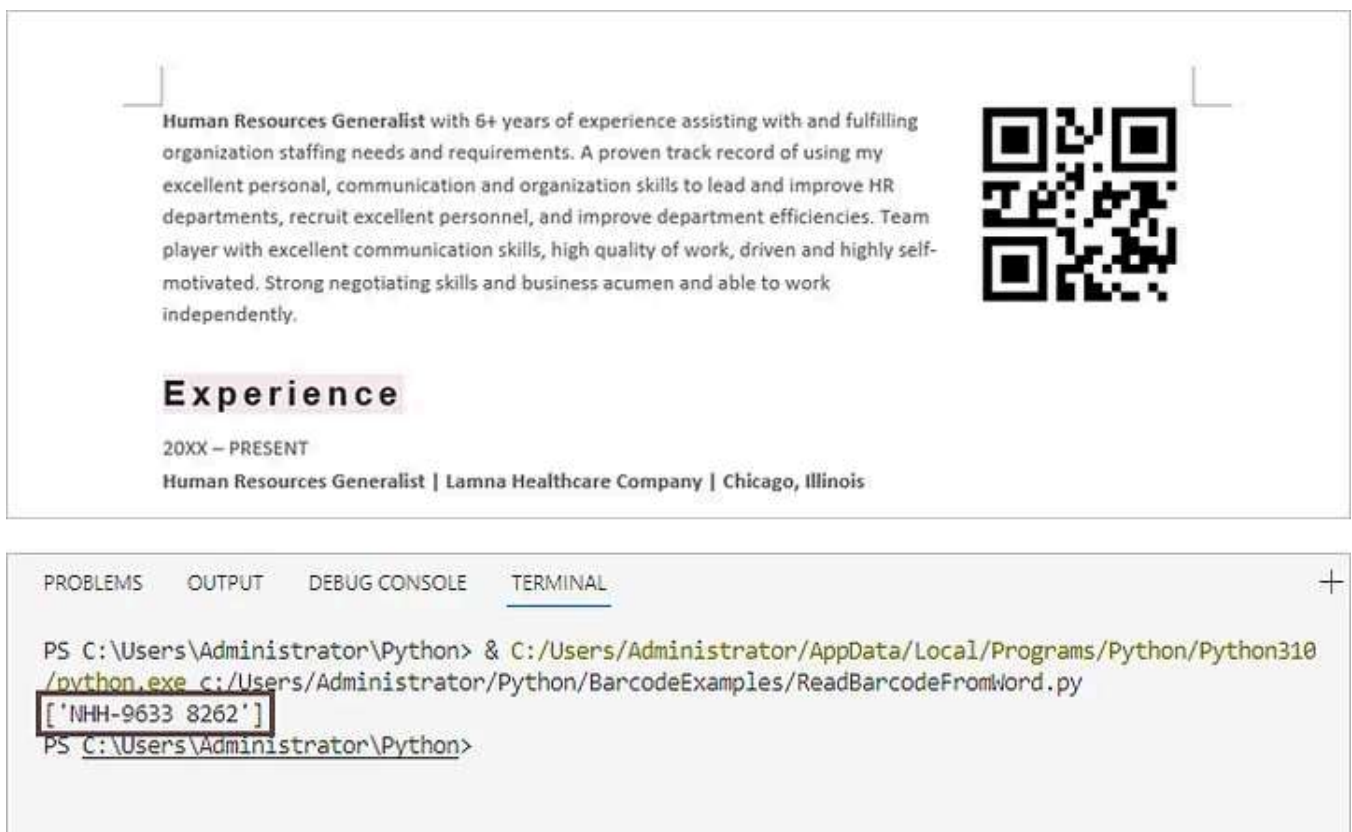 Human Resources Generalist with 6+ years of experience assisting with and fulfilling
organization staffing needs and requirements. A proven track record of using my
excellent personal, communication and organization skills to lead and improve HR
departments, recruit excellent personnel, and improve department efficiencies. Team
player with excellent communication skills, high quality of work, driven and highly self-
motivated. Strong negotiating skills and business acumen and able to work
independently.
Experience
20XX – PRESENT
Human Resources Generalist | Lamna Healthcare Company | Chicago, Illinois
PROBLEMS OUTPUT DEBUG CONSOLE TERMINAL
PS C:\Users\Administrator\Python> & C:/Users/Administrator/AppData/Local/Programs/Python/Python310
/python.exe c:/Users/Administrator/Python/BarcodeExamples/ReadBarcodeFromWord.py
['NHH-9633 8262']
PS C:\Users\Administrator\Python>